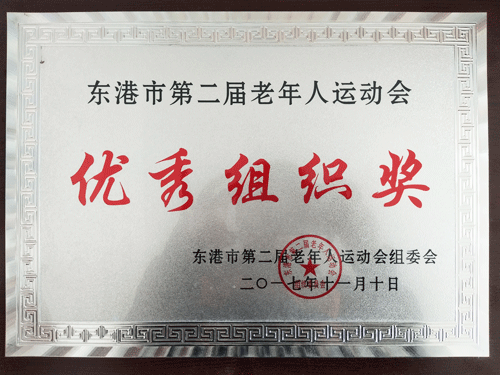 东港市第二届老年人运动会
优秀组织奖
东港市第二届老年人运动会组委会
二〇一七年十一月十日